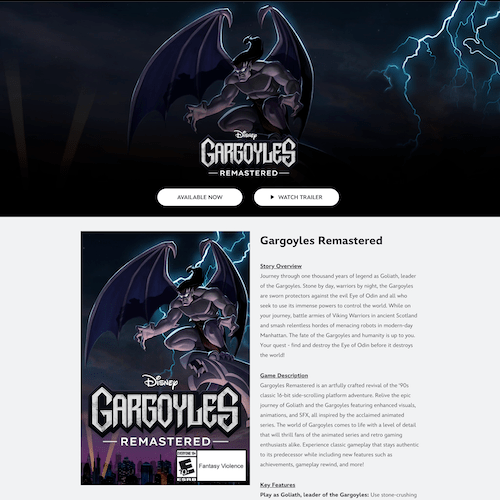 Disney
GARGOYLES
REMASTERED
AVAILABLE NOW
WATCH TRAILER
Disney
GARGOYLES
REMASTERED
EVERYONE 10+
E
ESRB
Fantasy Violence
Gargoyles Remastered
Story Overview
Journey through one thousand years of legend as Goliath, leader
of the Gargoyles. Stone by day, warriors by night, the Gargoyles
are sworn protectors against the evil Eye of Odin and all who
seek to use its immense powers to control the world. While on
your journey, battle armies of Viking Warriors in ancient Scotland
and smash relentless hordes of menacing robots in modern-day
Manhattan. The fate of the Gargoyles and humanity is up to you.
Your quest - find and destroy the Eye of Odin before it destroys
the world!
Game Description
Gargoyles Remastered is an artfully crafted revival of the '90s
classic 16-bit side-scrolling platform adventure. Relive the epic
journey of Goliath and the Gargoyles featuring enhanced visuals,
animations, and SFX, all inspired by the acclaimed animated
series. The world of Gargoyles comes to life with a level of detail
that will thrill fans of the animated series and retro gaming
enthusiasts alike. Experience classic gameplay that stays authentic
to its predecessor while including new features such as
achievements, gameplay rewind, and more!
Key Features
Play as Goliath, leader of the Gargoyles: Use stone-crushing